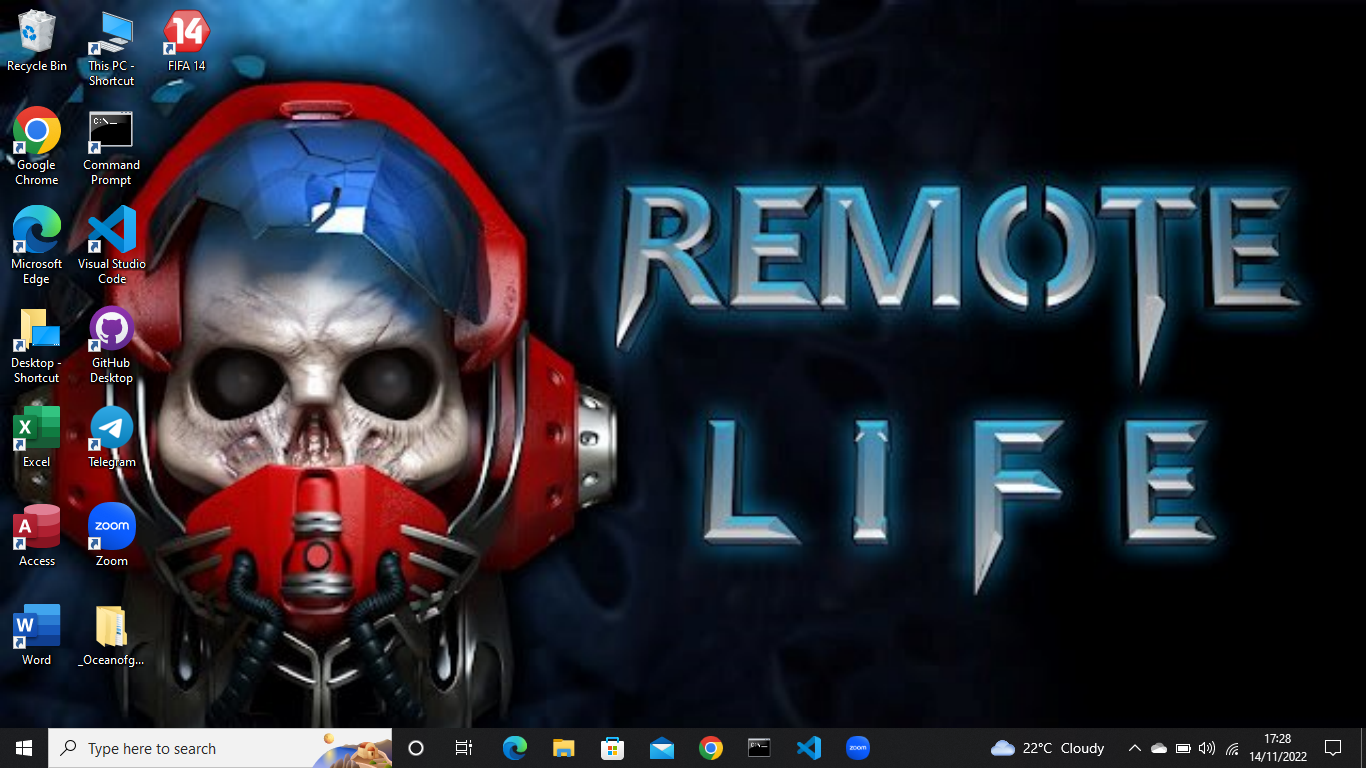 Recycle Bin
This PC -
Shortcut
14
FIFA 14
Google
Chrome
C:\_
Command
Prompt
Microsoft
Edge
Visual Studio
Code
Desktop -
Shortcut
GitHub
Desktop
X
Excel
Telegram
A
Access
zoom
Zoom
W
Word
_Oceanofg...
REMOTE
LIFE
Type here to search
zoom
22°C Cloudy
17:28
14/11/2022